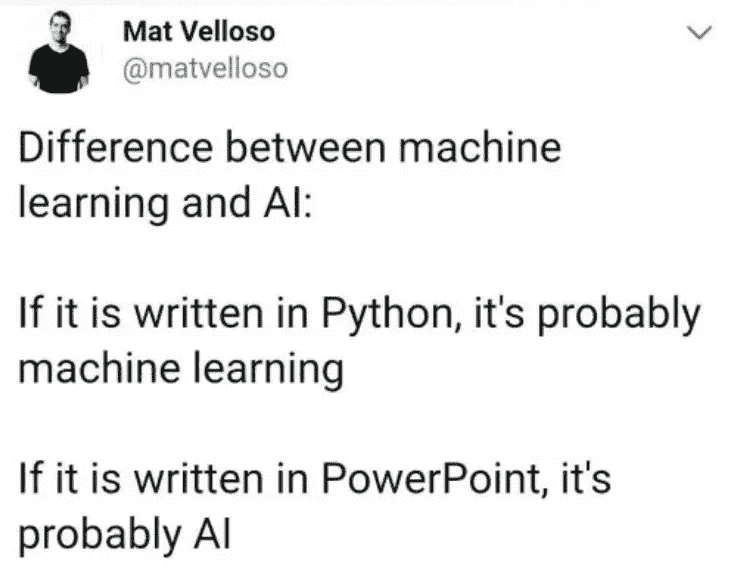 Mat Velloso
@matvelloso
Difference between machine
learning and AI:
If it is written in Python, it's probably
machine learning
If it is written in PowerPoint, it's
probably AI